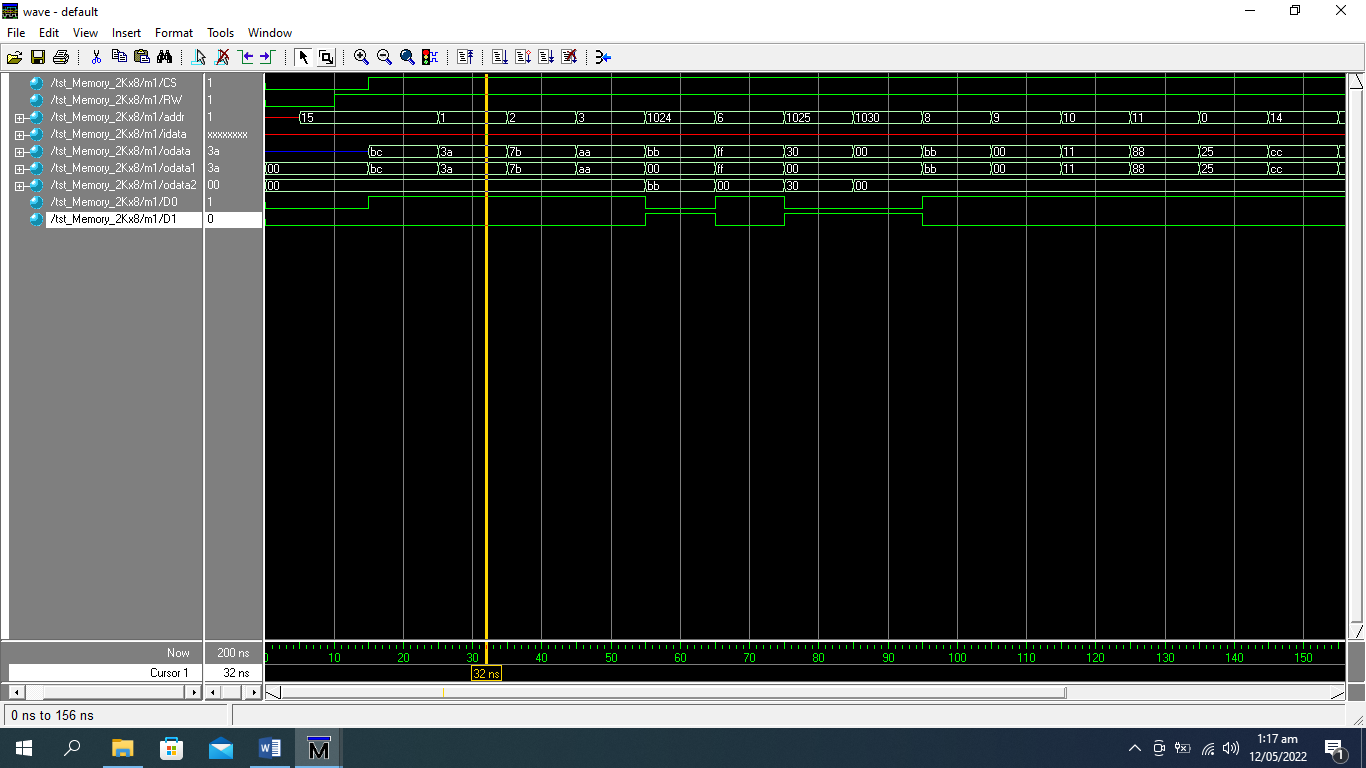 wave - default
File Edit View Insert Format Tools Window
/tst_Memory_2Kx8/m1/CS 1
/tst_Memory_2Kx8/m1/RW 1
/tst_Memory_2Kx8/m1/addr 1 15 1 2 3 1024 6 1025 1030 8 9 10 11 0 14
/tst_Memory_2Kx8/m1/idata xxxxxxxx
/tst_Memory_2Kx8/m1/odata 3a bc 3a 7b aa bb ff 30 00 bb 00 11 88 25 cc
/tst_Memory_2Kx8/m1/odata1 3a 00 bc 3a 7b aa 00 ff 00 00 bb 00 11 88 25 cc
/tst_Memory_2Kx8/m1/odata2 00 00 bb 00 30 00
/tst_Memory_2Kx8/m1/D0 1
/tst_Memory_2Kx8/m1/D1 0
Now 200 ns 10 20 30 40 50 60 70 80 90 100 110 120 130 140 150
Cursor 1 32 ns 32 ns
0 ns to 156 ns
W M 1:17 am
12/05/2022 1